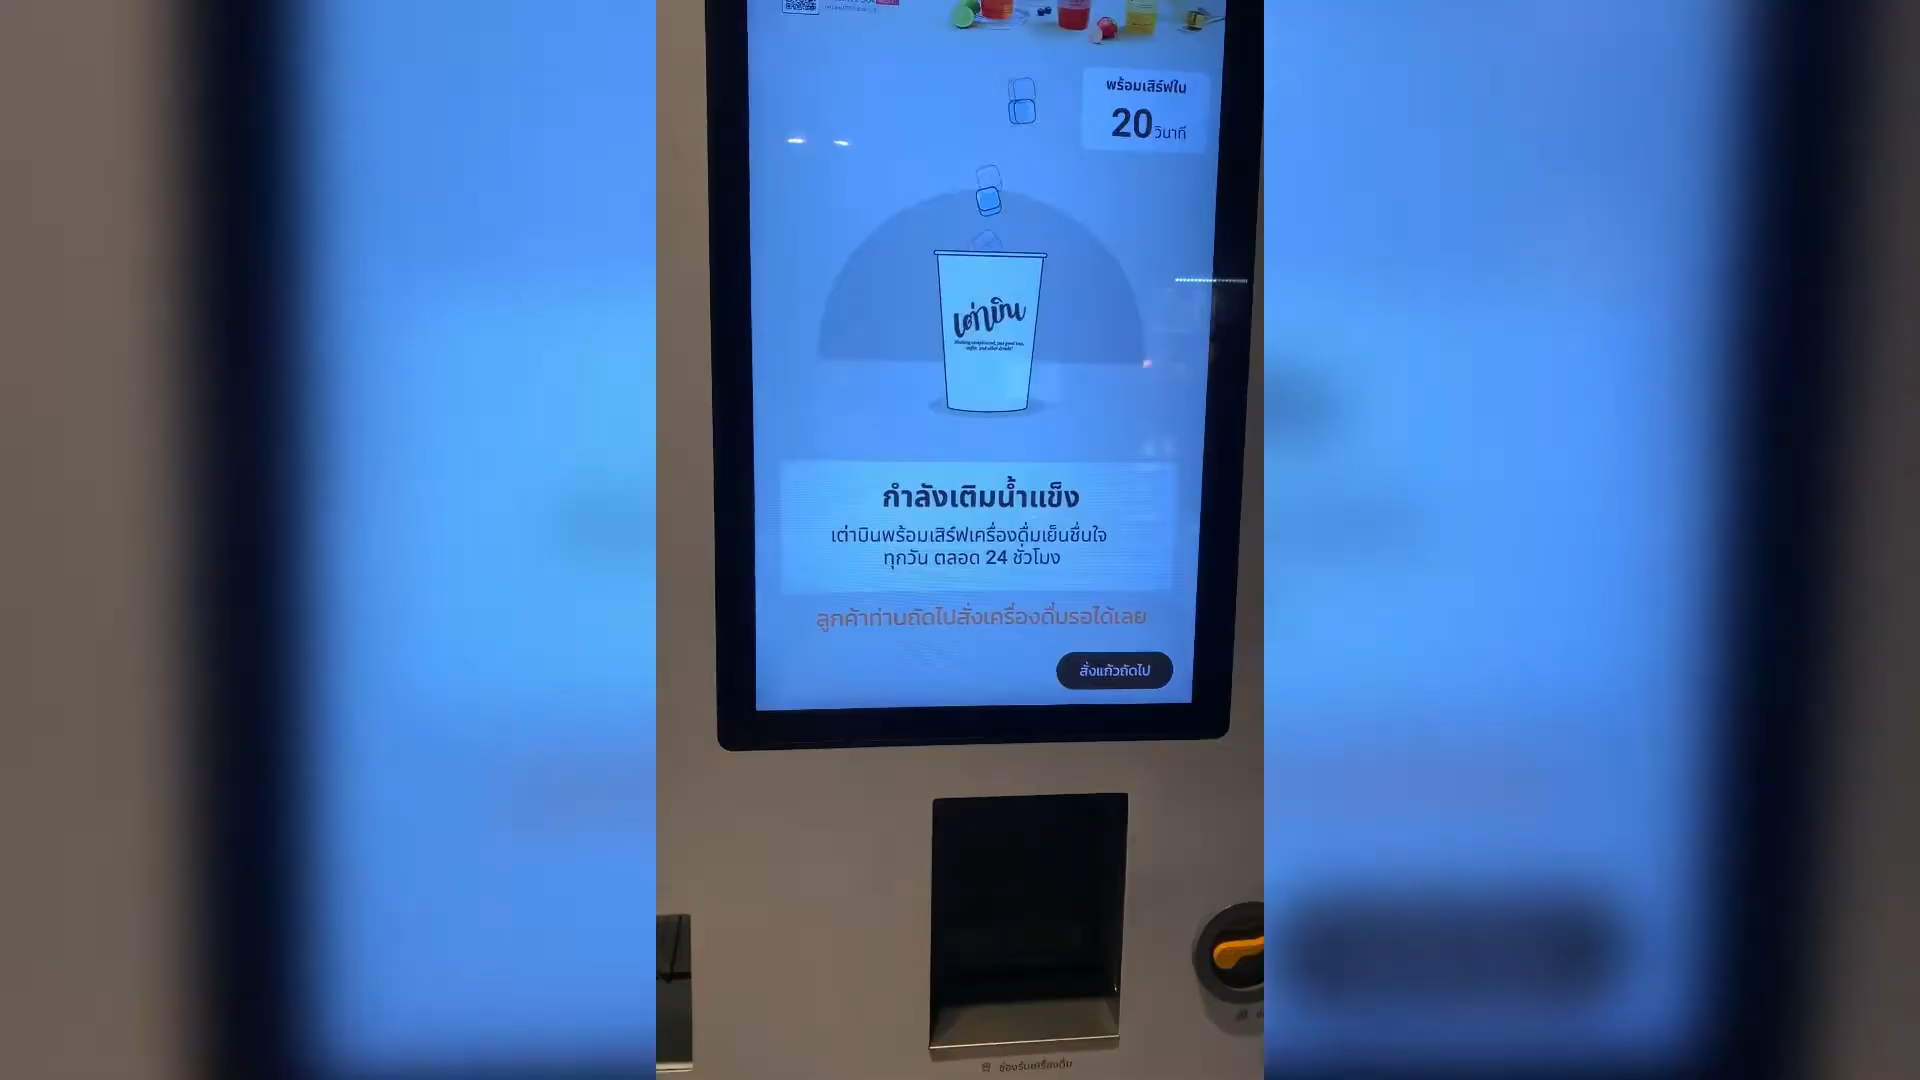 พร้อมเสิร์ฟใน
20 วินาที
เต่าบิน
กำลังเติมน้ำแข็ง
เต่าบินพร้อมเสิร์ฟเครื่องดื่มเย็นชื่นใจ
ทุกวัน ตลอด 24 ชั่วโมง
ลูกค้าท่านถัดไปสั่งเครื่องดื่มรอได้เลย
สั่งแก้วถัดไป
ช่องรับเครื่องดื่ม